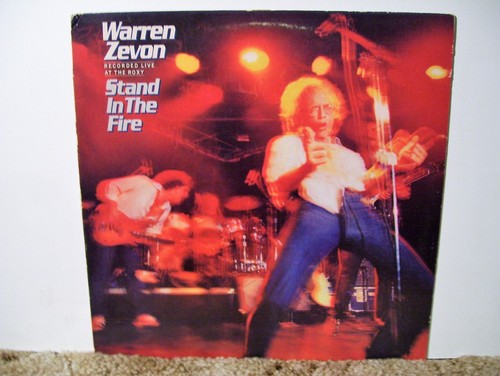 Warren
Zevon
RECORDED LIVE
AT THE ROXY
Stand
In The
Fire